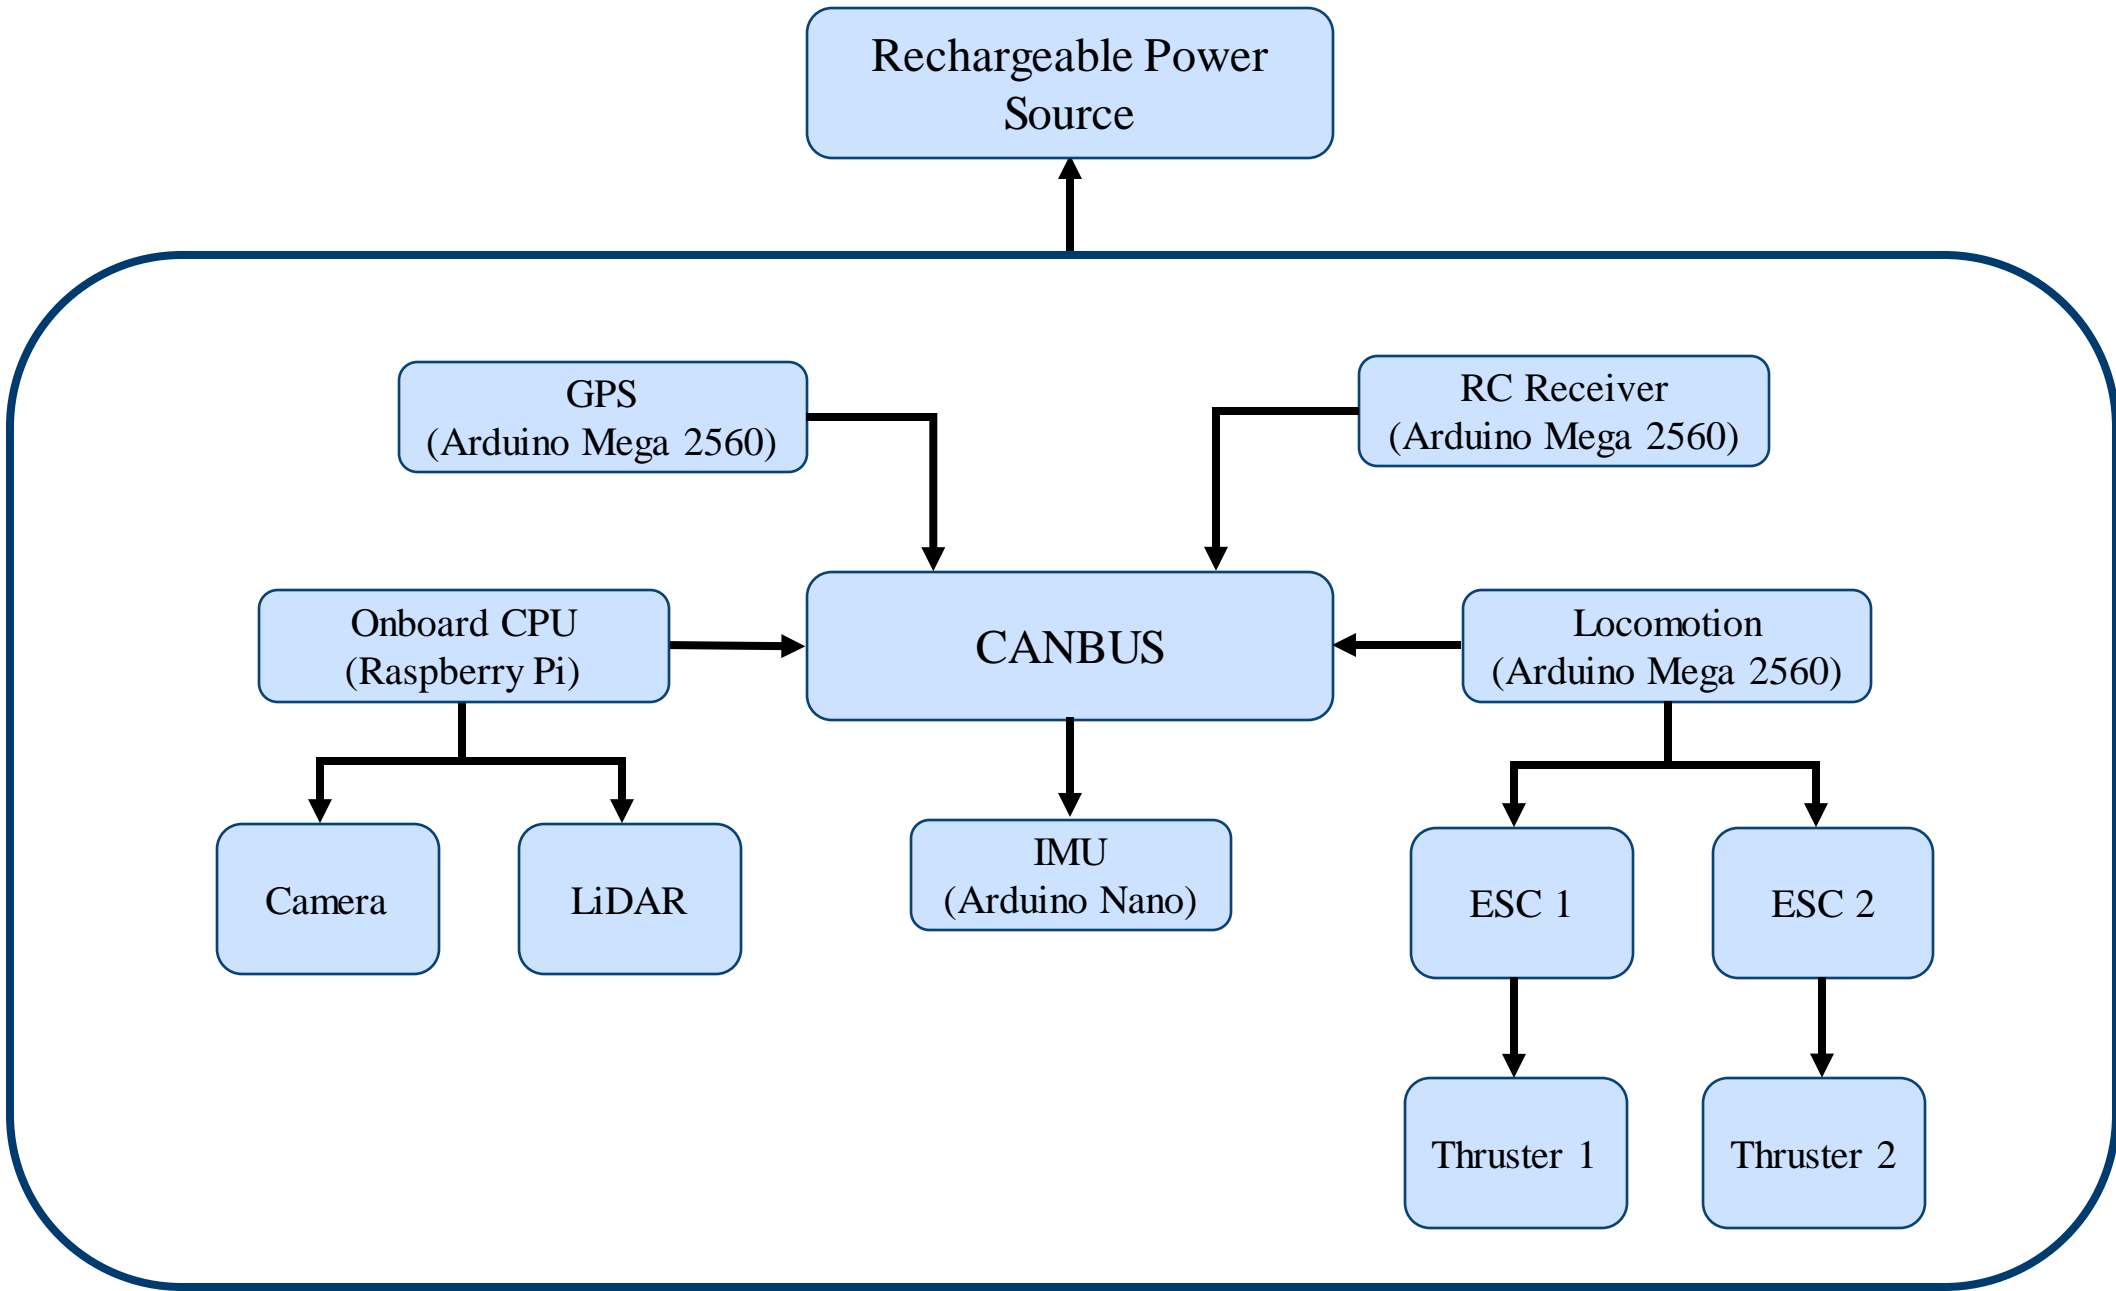 Rechargeable Power
Source
GPS
(Arduino Mega 2560)
RC Receiver
(Arduino Mega 2560)
Onboard CPU
(Raspberry Pi)
CANBUS
Locomotion
(Arduino Mega 2560)
Camera
LiDAR
IMU
(Arduino Nano)
ESC 1
ESC 2
Thruster 1
Thruster 2